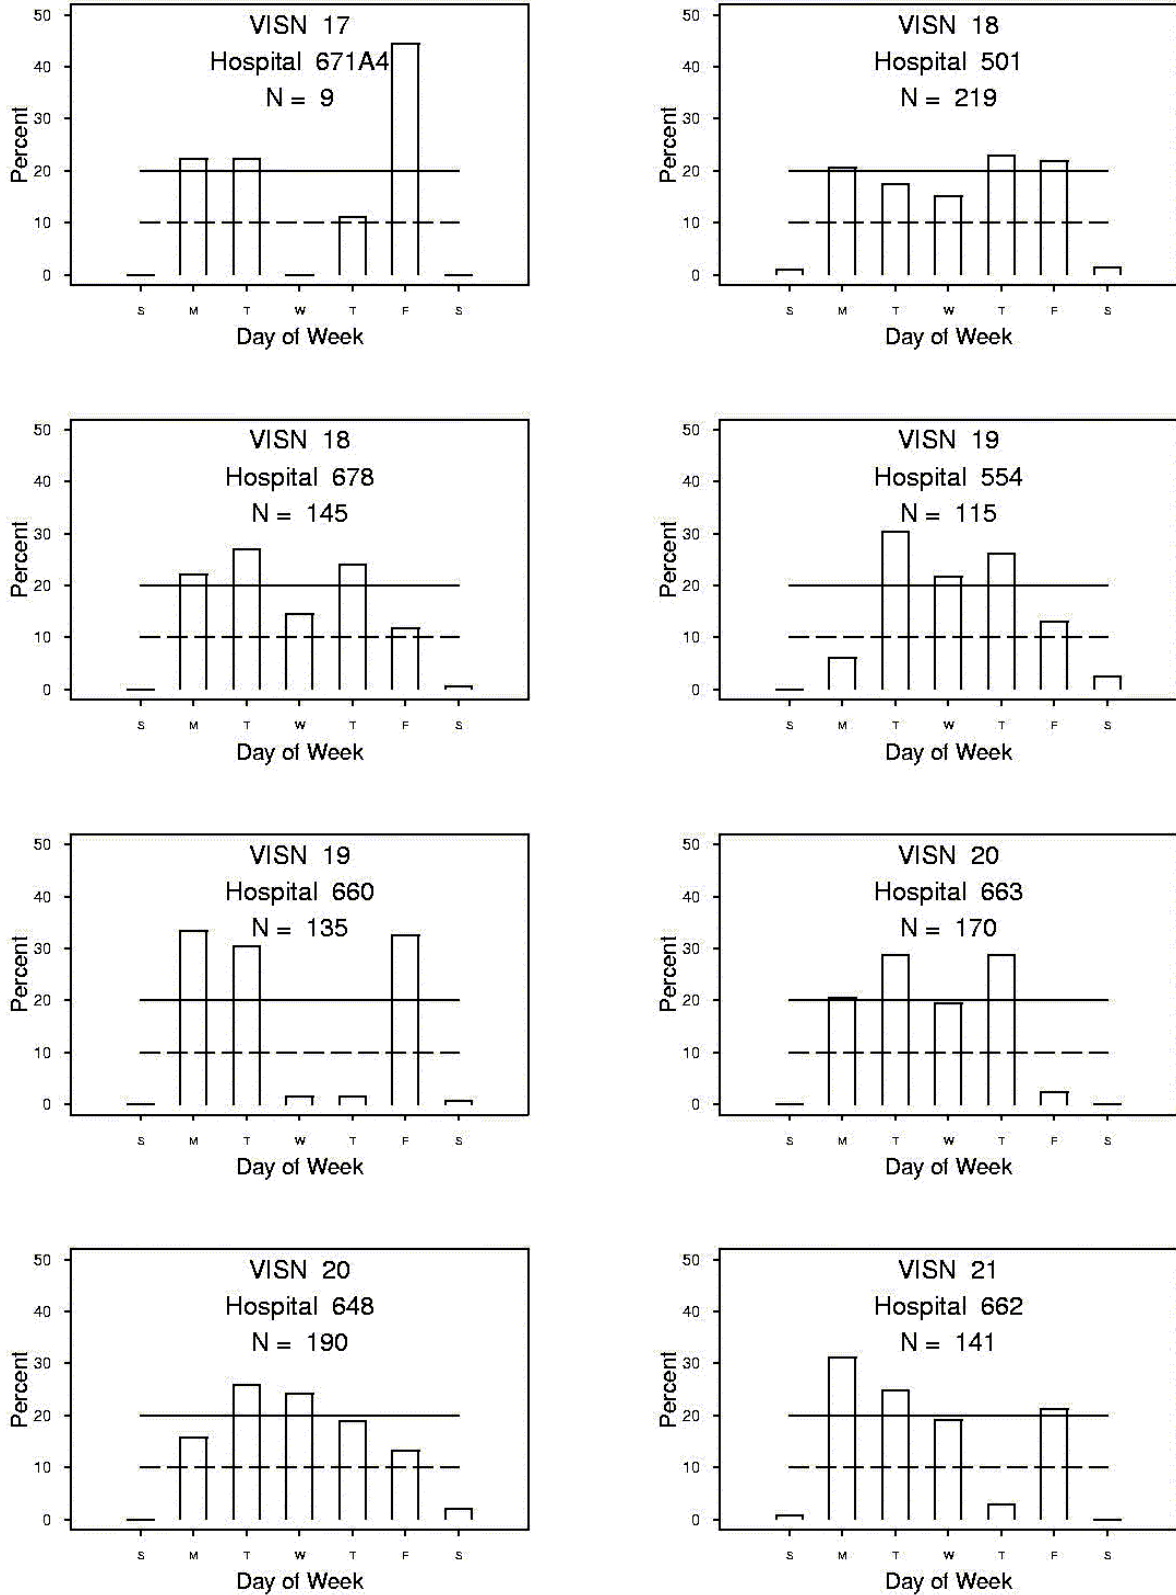 VISN 17
Hospital 671A4
N = 9
Percent
50
40
30
20
10
0
S M T W T F S
Day of Week
VISN 18
Hospital 501
N = 219
Percent
50
40
30
20
10
0
S M T W T F S
Day of Week
VISN 18
Hospital 678
N = 145
Percent
50
40
30
20
10
0
S M T W T F S
Day of Week
VISN 19
Hospital 554
N = 115
Percent
50
40
30
20
10
0
S M T W T F S
Day of Week
VISN 19
Hospital 660
N = 135
Percent
50
40
30
20
10
0
S M T W T F S
Day of Week
VISN 20
Hospital 663
N = 170
Percent
50
40
30
20
10
0
S M T W T F S
Day of Week
VISN 20
Hospital 648
N = 190
Percent
50
40
30
20
10
0
S M T W T F S
Day of Week
VISN 21
Hospital 662
N = 141
Percent
50
40
30
20
10
0
S M T W T F S
Day of Week